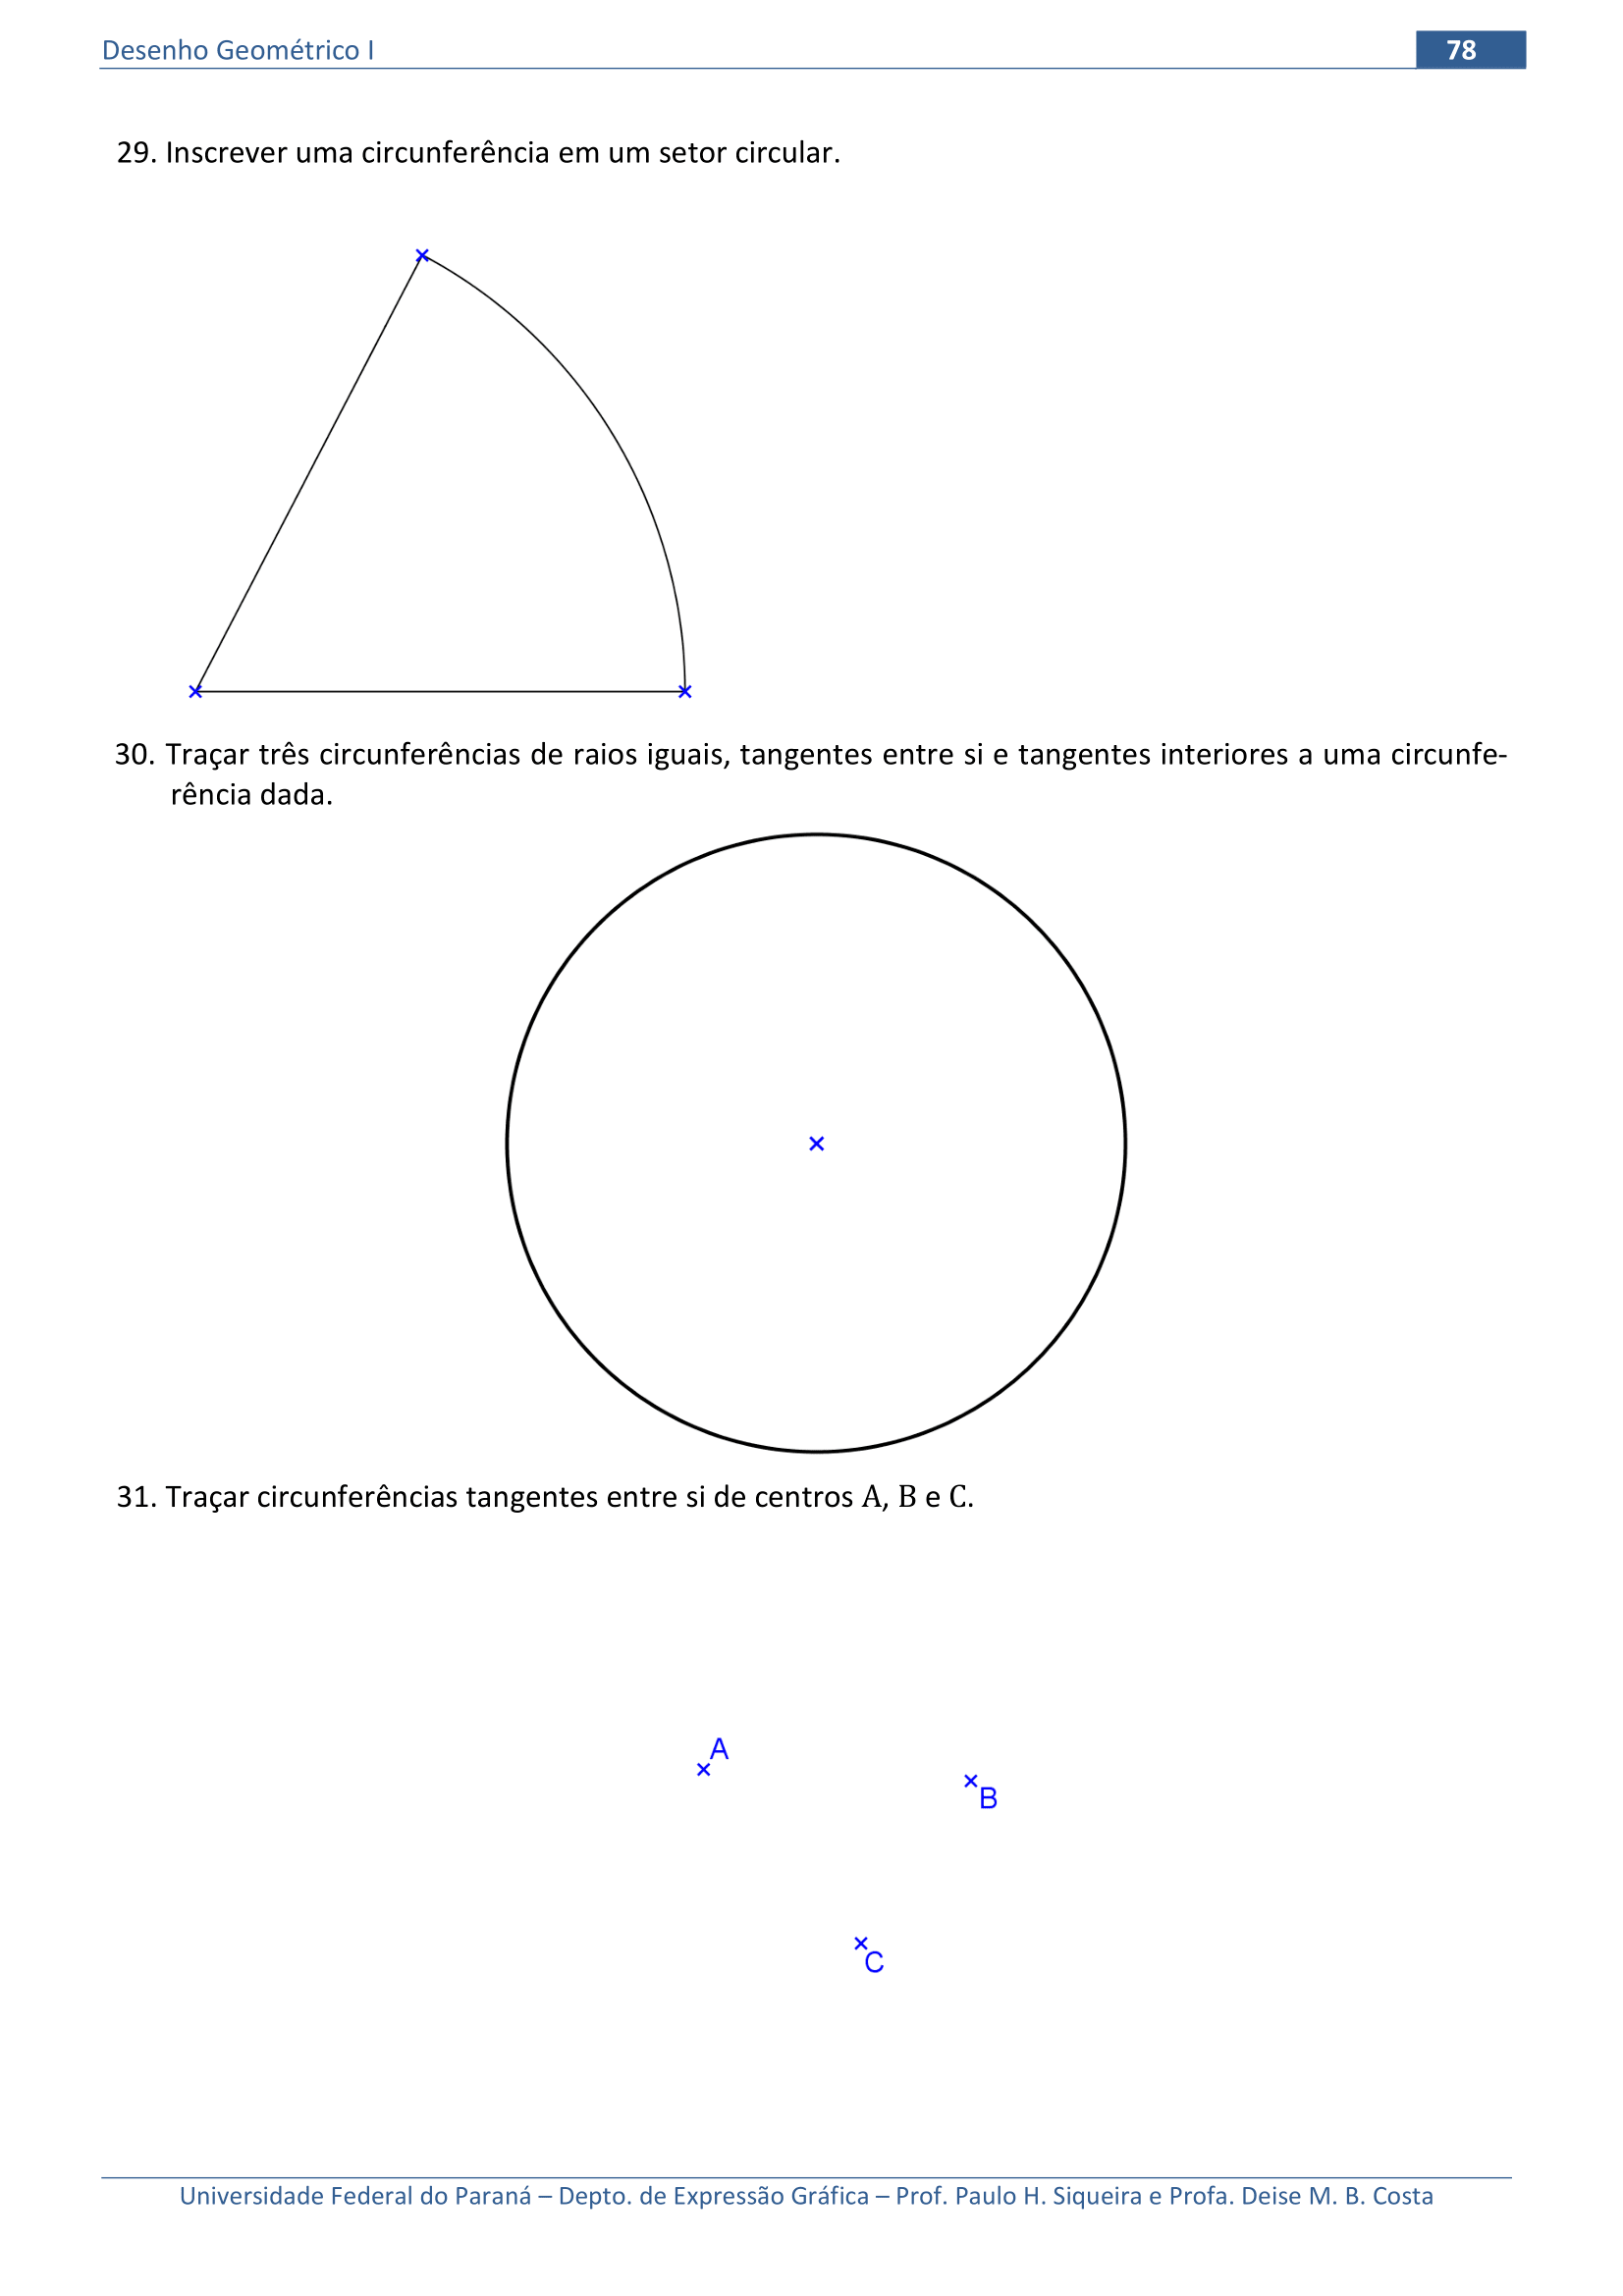 Desenho Geométrico I
78
29. Inscrever uma circunferência em um setor circular.
30. Traçar três circunferências de raios iguais, tangentes entre si e tangentes interiores a uma circunfe-
rência dada.
31. Traçar circunferências tangentes entre si de centros A, B e C.
A
B
C
Universidade Federal do Paraná – Depto. de Expressão Gráfica – Prof. Paulo H. Siqueira e Profa. Deise M. B. Costa